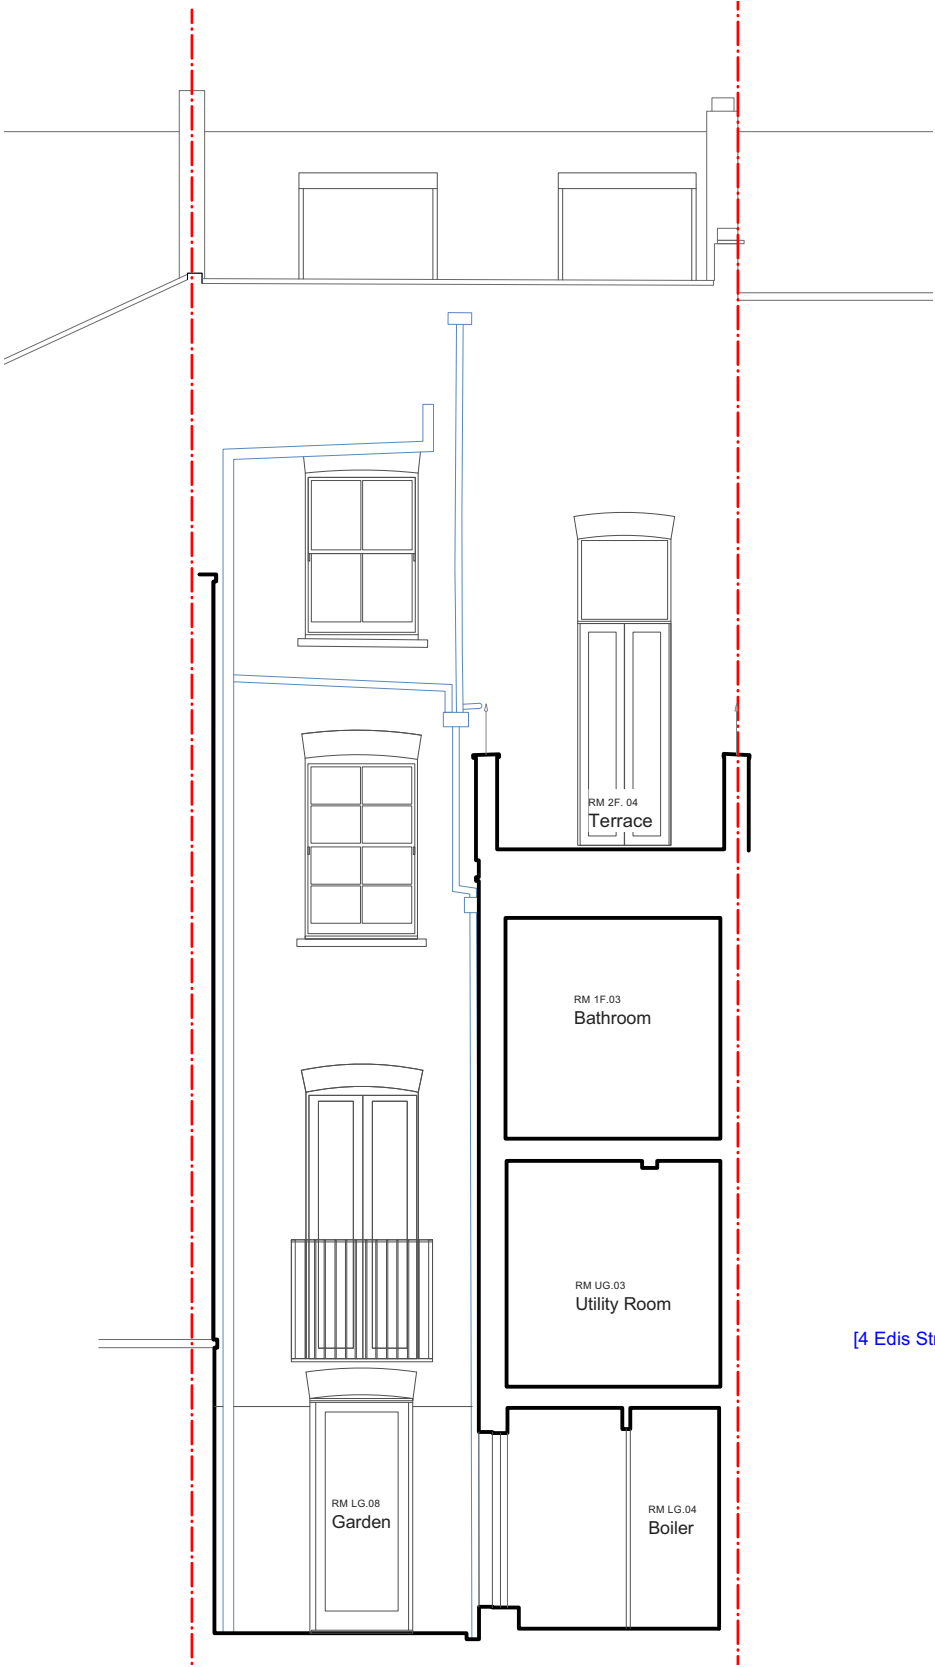 RM 2F. 04
Terrace
RM 1F.03
Bathroom
RM UG.03
Utility Room
[4 Edis
RM LG.08
Garden
RM LG.04
Boiler